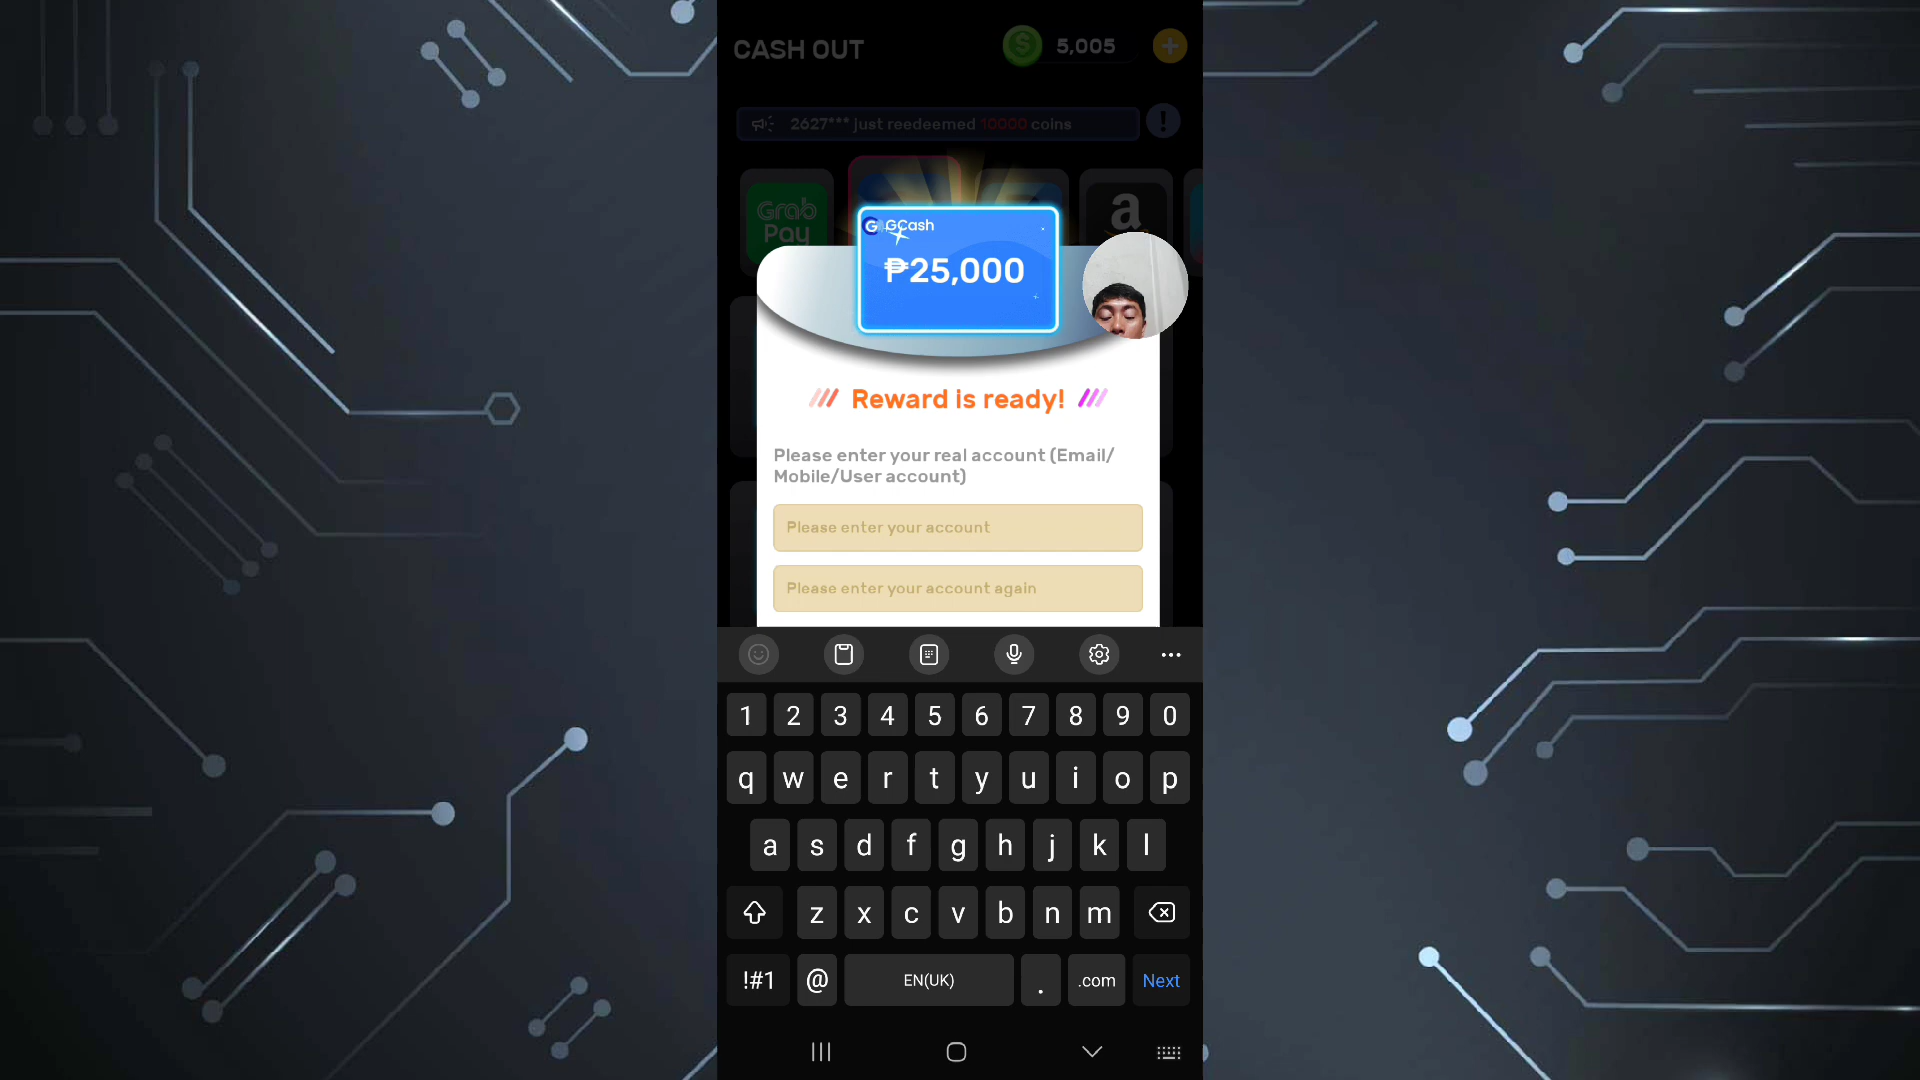 CASH OUT
5,005
2627*** just reedeemed 10000 coins
!
Grab
Pay
a
GCash
₱25,000
Reward is ready!
Please enter your real account (Email/
Mobile/User account)
Please enter your account
Please enter your account again
1 2 3 4 5 6 7 8 9 0
q w e r t y u i o p
a s d f g h j k l
z x c v b n m
!#1 @ EN(UK) . .com Next